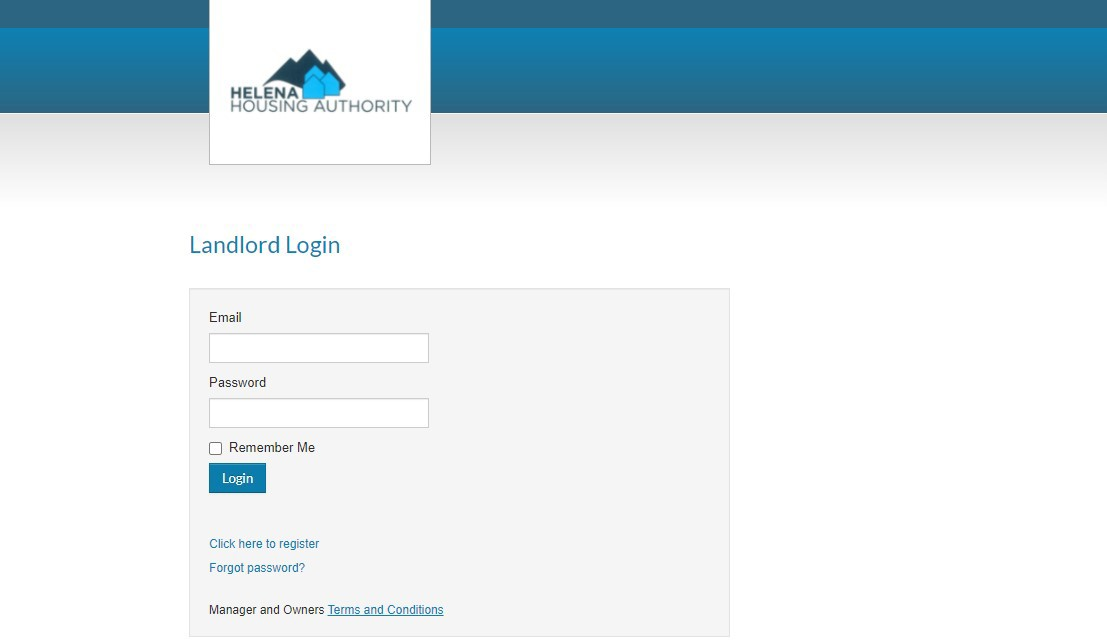 HELENA
HOUSING AUTHORITY
Landlord Login
Email
Password
Remember Me
Login
Click here to register
Forgot password?
Manager and Owners Terms and Conditions